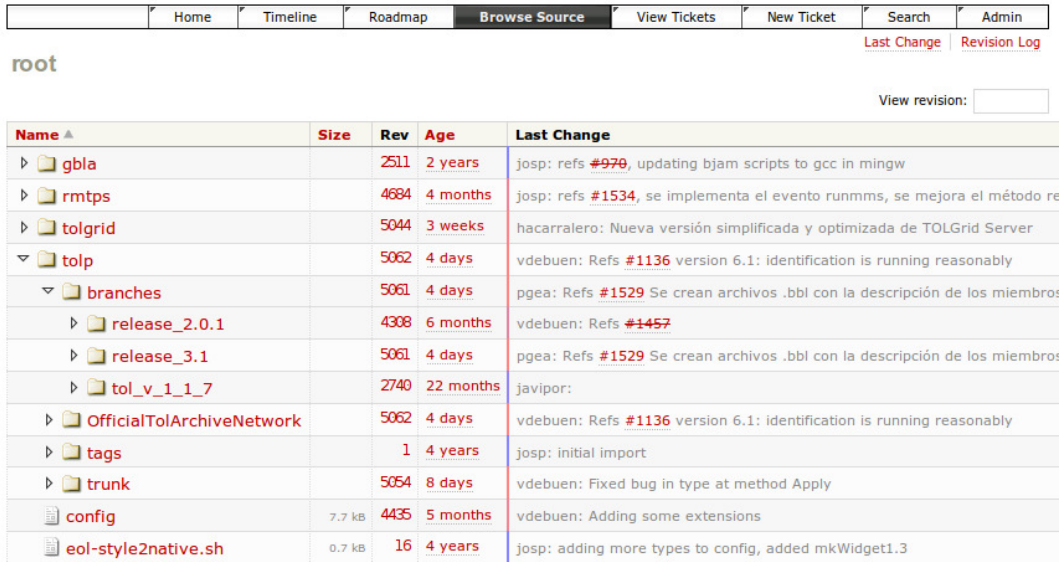 Home Timeline Roadmap Browse Source View Tickets New Ticket Search Admin
Last Change Revision Log
root
View revision:
Name Size Rev Age Last Change
gbla 2511 2 years josp: refs #970, updating bjam scripts to gcc in mingw
rmtps 4684 4 months josp: refs #1534, se implementa el evento runmms, se mejora el método re
tolgrid 5044 3 weeks hacarralero: Nueva versión simplificada y optimizada de TOLGrid Server
tolp 5062 4 days vdebuen: Refs #1136 version 6.1: identification is running reasonably
branches 5061 4 days pgea: Refs #1529 Se crean archivos .bbl con la descripción de los miembros
release_2.0.1 4308 6 months vdebuen: Refs #1457
release_3.1 5061 4 days pgea: Refs #1529 Se crean archivos .bbl con la descripción de los miembros
tol_v_1_1_7 2740 22 months javipor:
OfficialTolArchiveNetwork 5062 4 days vdebuen: Refs #1136 version 6.1: identification is running reasonably
tags 1 4 years josp: initial import
trunk 5054 8 days vdebuen: Fixed bug in type at method Apply
config 7.7 kB 4435 5 months vdebuen: Adding some extensions
eol-style2native.sh 0.7 kB 16 4 years josp: adding more types to config, added mkWidget1.3